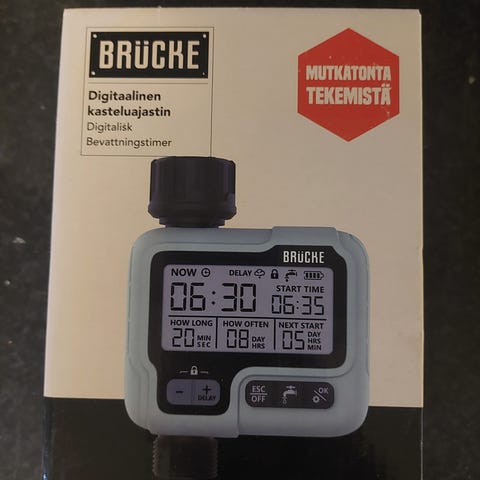 BRÜCKE
Digitaalinen
kasteluajastin
Digitalisk
Bevattningstimer
MUTKATONTA
TEKEMISTÄ
BRÜCKE
NOW DELAY
06:30
START TIME
06:35
HOW LONG
20 MIN SEC
HOW OFTEN
08 DAY HRS
NEXT START
05 DAY HRS MIN
- + DELAY
ESC OFF
OK